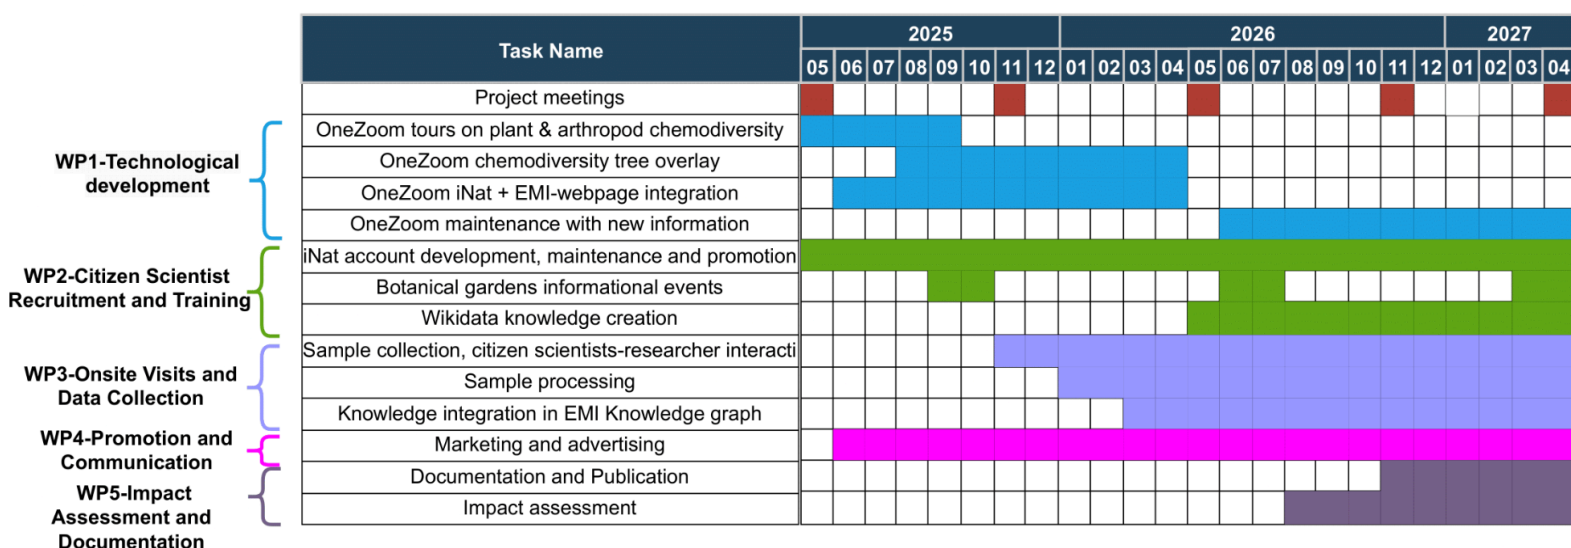 Task Name
2025 2026 2027
05 06 07 08 09 10 11 12 01 02 03 04 05 06 07 08 09 10 11 12 01 02 03 04
Project meetings
WP1-Technological
development
OneZoom tours on plant & arthropod chemodiversity
OneZoom chemodiversity tree overlay
OneZoom iNat + EMI-webpage integration
OneZoom maintenance with new information
WP2-Citizen Scientist
Recruitment and Training
iNat account development, maintenance and promotion
Botanical gardens informational events
Wikidata knowledge creation
WP3-Onsite Visits and
Data Collection
Sample collection, citizen scientists-researcher interacti
Sample processing
Knowledge integration in EMI Knowledge graph
WP4-Promotion and
Communication
Marketing and advertising
WP5-Impact
Assessment and
Documentation
Documentation and Publication
Impact assessment